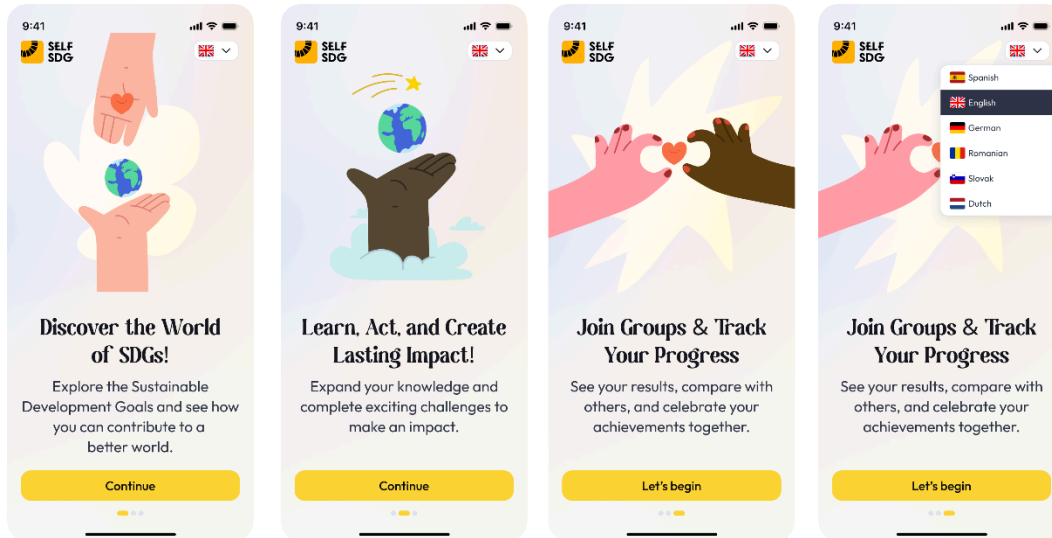 9:41
SELF
SDG
Discover the World
of SDGs!
Explore the Sustainable
Development Goals and see how
you can contribute to a
better world.
Continue
9:41
SELF
SDG
Learn, Act, and Create
Lasting Impact!
Expand your knowledge and
complete exciting challenges to
make an impact.
Continue
9:41
SELF
SDG
Join Groups & Track
Your Progress
See your results, compare with
others, and celebrate your
achievements together.
Let's begin
9:41
SELF
SDG
Spanish
English
German
Romanian
Slovak
Dutch
Join Groups & Track
Your Progress
See your results, compare with
others, and celebrate your
achievements together.
Let's begin